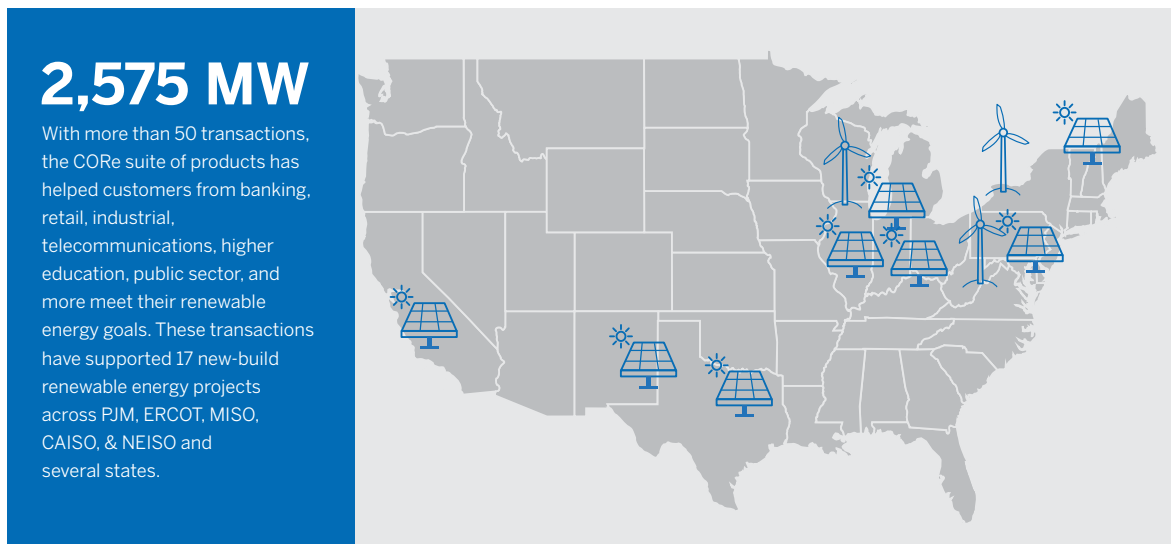 2,575 MW
With more than 50 transactions,
the CORe suite of products has
helped customers from banking,
retail, industrial,
telecommunications, higher
education, public sector, and
more meet their renewable
energy goals. These transactions
have supported 17 new-build
renewable energy projects
across PJM, ERCOT, MISO,
CAISO, & NEISO and
several states.